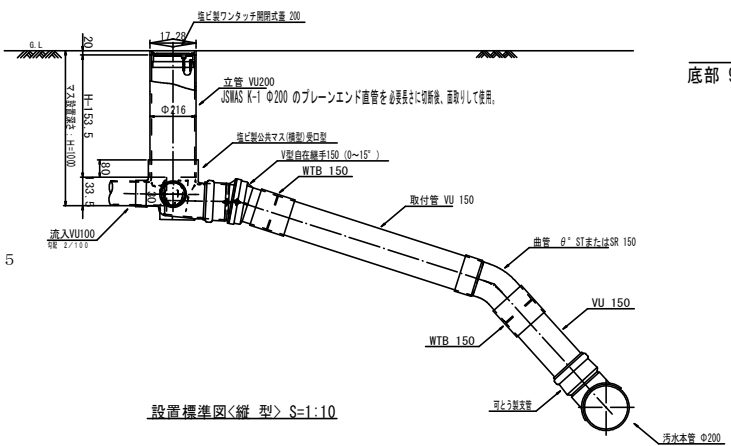 塩ビ製ワンタッチ開閉式蓋 200
17.28
G.L
20
底部 9
立管 VU200
JSWAS K-1 Φ200 のプレーンエンド直管を 必要長さに切断後、面取りして使用。
H-153.5
マス設置深さ:H=1000
Φ216
塩ビ製公共マス(横型)受口型
V型自在継手150 (0～15°)
80
WTB 150
133.5
30
取付管 VU 150
流入VU100
勾配 2/100
曲管 θ° STまたはSR 150
5
VU 150
WTB 150
可とう製支管
設置標準図<縦 型> S=1:10
汚水本管 Φ200